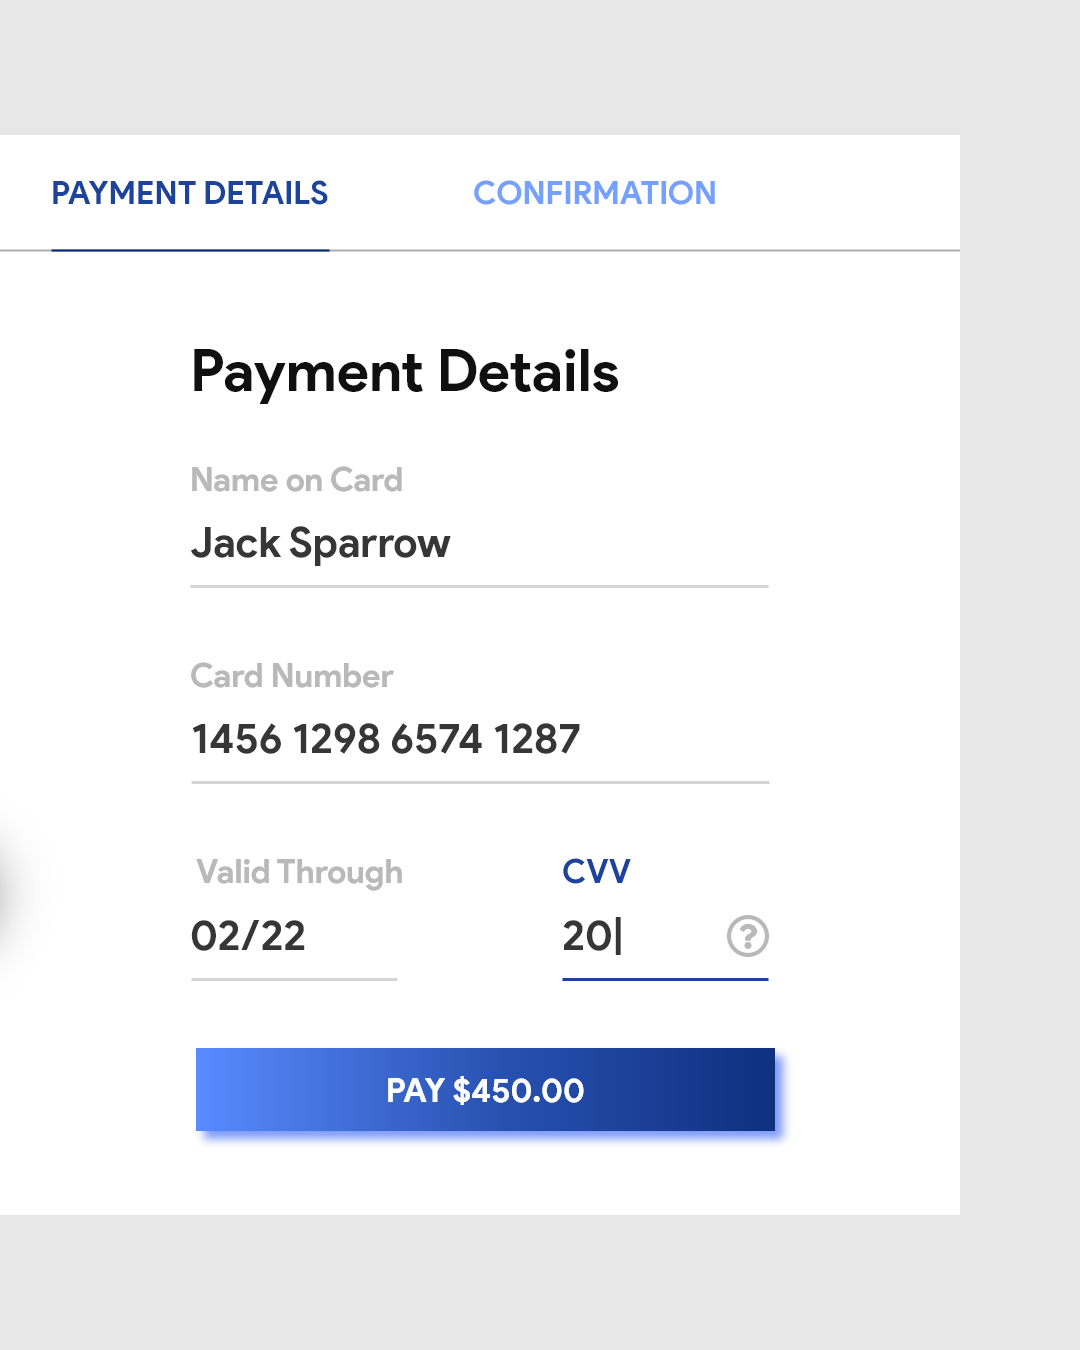 PAYMENT DETAILS CONFIRMATION
Payment Details
Name on Card
Jack Sparrow
Card Number
1456 1298 6574 1287
Valid Through CVV
02/22 20| ?
PAY $450.00